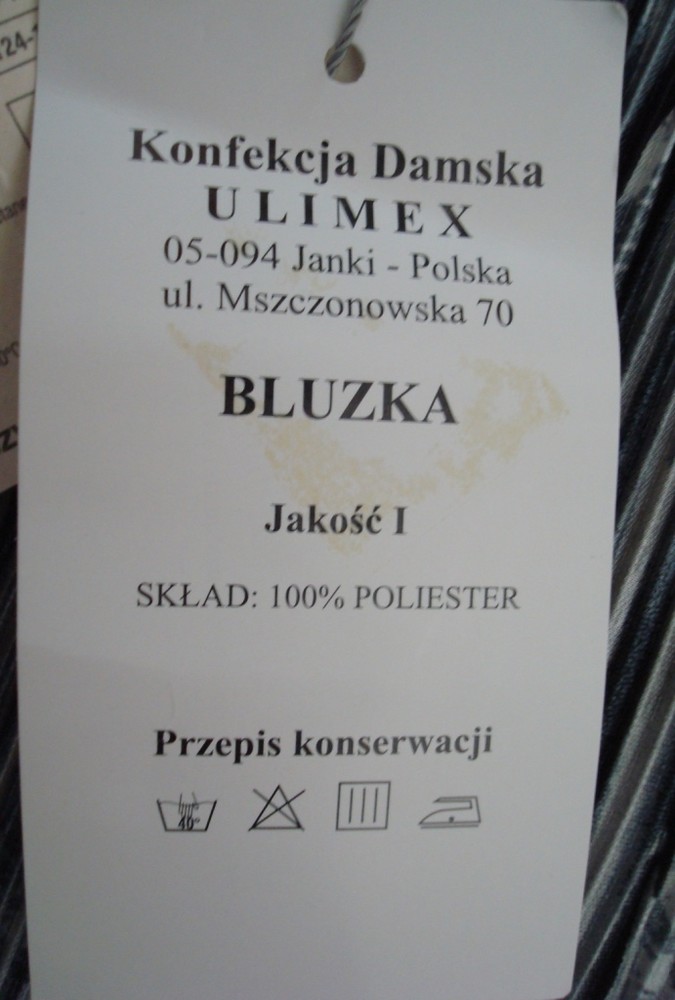 Konfekcja Damska
ULIMEX
05-094 Janki - Polska
ul. Mszczonowska 70
BLUZKA
Jakość I
SKŁAD: 100% POLIESTER
Przepis konserwacji
40°